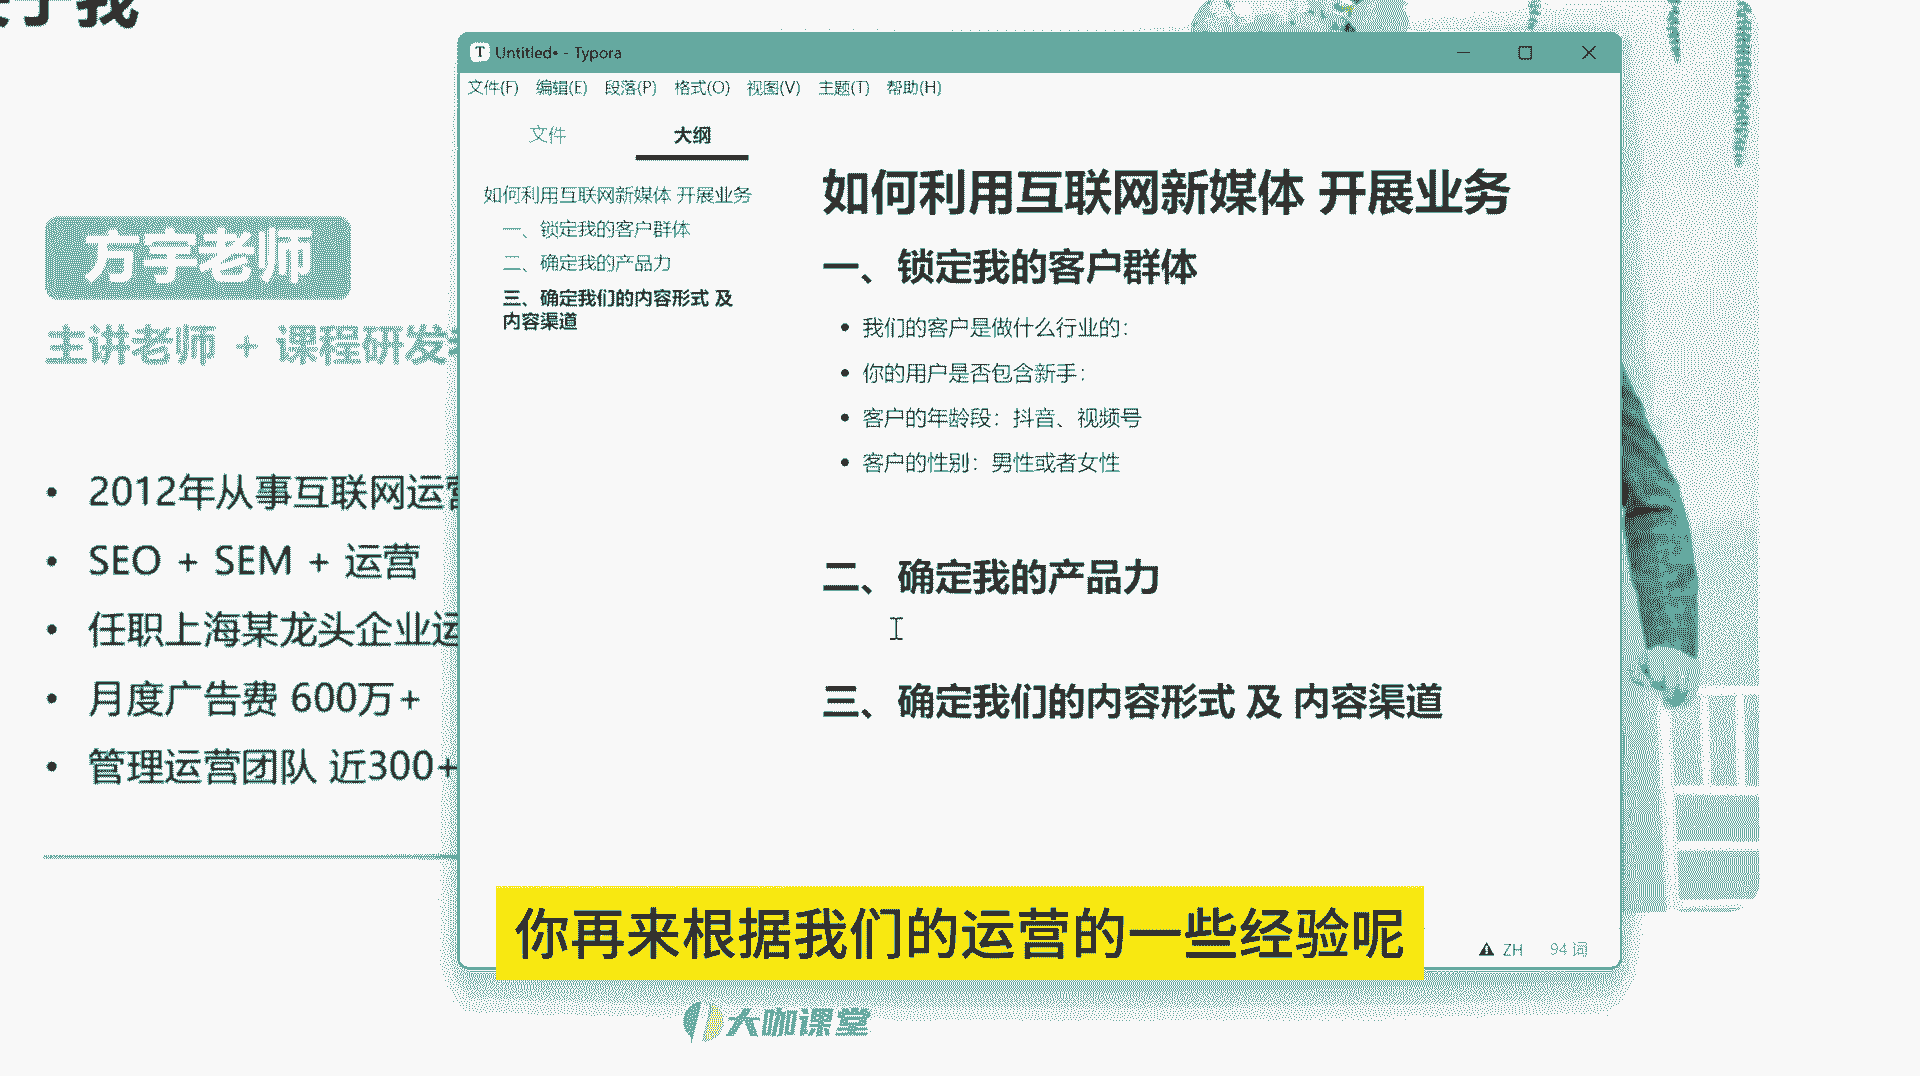 于我
方宇老师
主讲老师 + 课程研发
2012年从事互联网运营
SEO + SEM + 运营
任职上海某龙头企业运
月度广告费 600万+
管理运营团队 近300+
Untitled• - Typora
文件(F) 编辑(E) 段落(P) 格式(O) 视图(V) 主题(T) 帮助(H)
文件 大纲
如何利用互联网新媒体 开展业务
一、锁定我的客户群体
二、确定我的产品力
三、确定我们的内容形式 及
内容渠道
如何利用互联网新媒体 开展业务
一、锁定我的客户群体
我们的客户是做什么行业的：
你的用户是否包含新手：
客户的年龄段：抖音、视频号
客户的性别：男性或者女性
二、确定我的产品力
三、确定我们的内容形式 及 内容渠道
你再来根据我们的运营的一些经验呢
ZH 94 词
大咖课堂